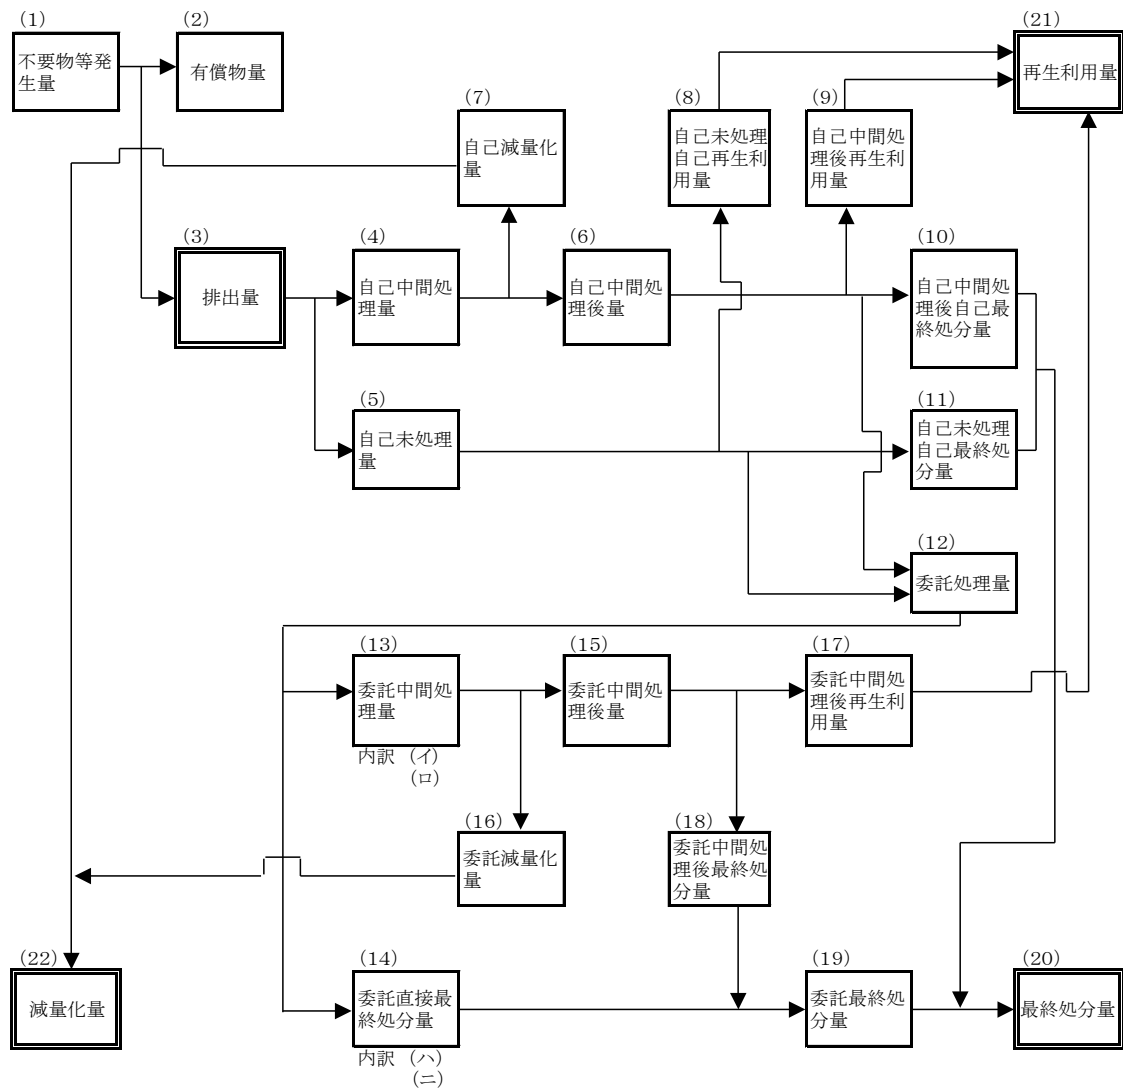 (1)
不要物等発
生量
(2)
有償物量
(21)
再生利用量
(7)
自己減量化
量
(8)
自己未処理
自己再生利
用量
(9)
自己中間処
理後再生利
用量
(3)
排出量
(4)
自己中間処
理量
(6)
自己中間処
理後量
(10)
自己中間処
理後自己最
終処分量
(5)
自己未処理
量
(11)
自己未処理
自己最終処
分量
(12)
委託処理量
(13)
委託中間処
理量
内訳 (イ)
(ロ)
(15)
委託中間処
理後量
(17)
委託中間処
理後再生利
用量
(16)
委託減量化
量
(18)
委託中間処
理後最終処
分量
(22)
減量化量
(14)
委託直接最
終処分量
内訳 (ハ)
(ニ)
(19)
委託最終処
分量
(20)
最終処分量